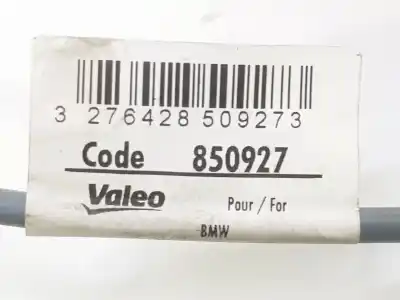 3 276428 509273
Code 850927
Valeo Pour / For
BMW